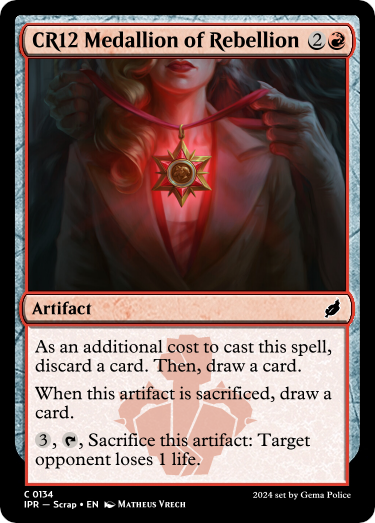 CR12 Medallion of Rebellion 2
Artifact
As an additional cost to cast this spell,
discard a card. Then, draw a card.
When this artifact is sacrificed, draw a
card.
3, , Sacrifice this artifact: Target
opponent loses 1 life.
C 0134
IPR — Scrap • EN Matheus Vrech
2024 set by Gema Police